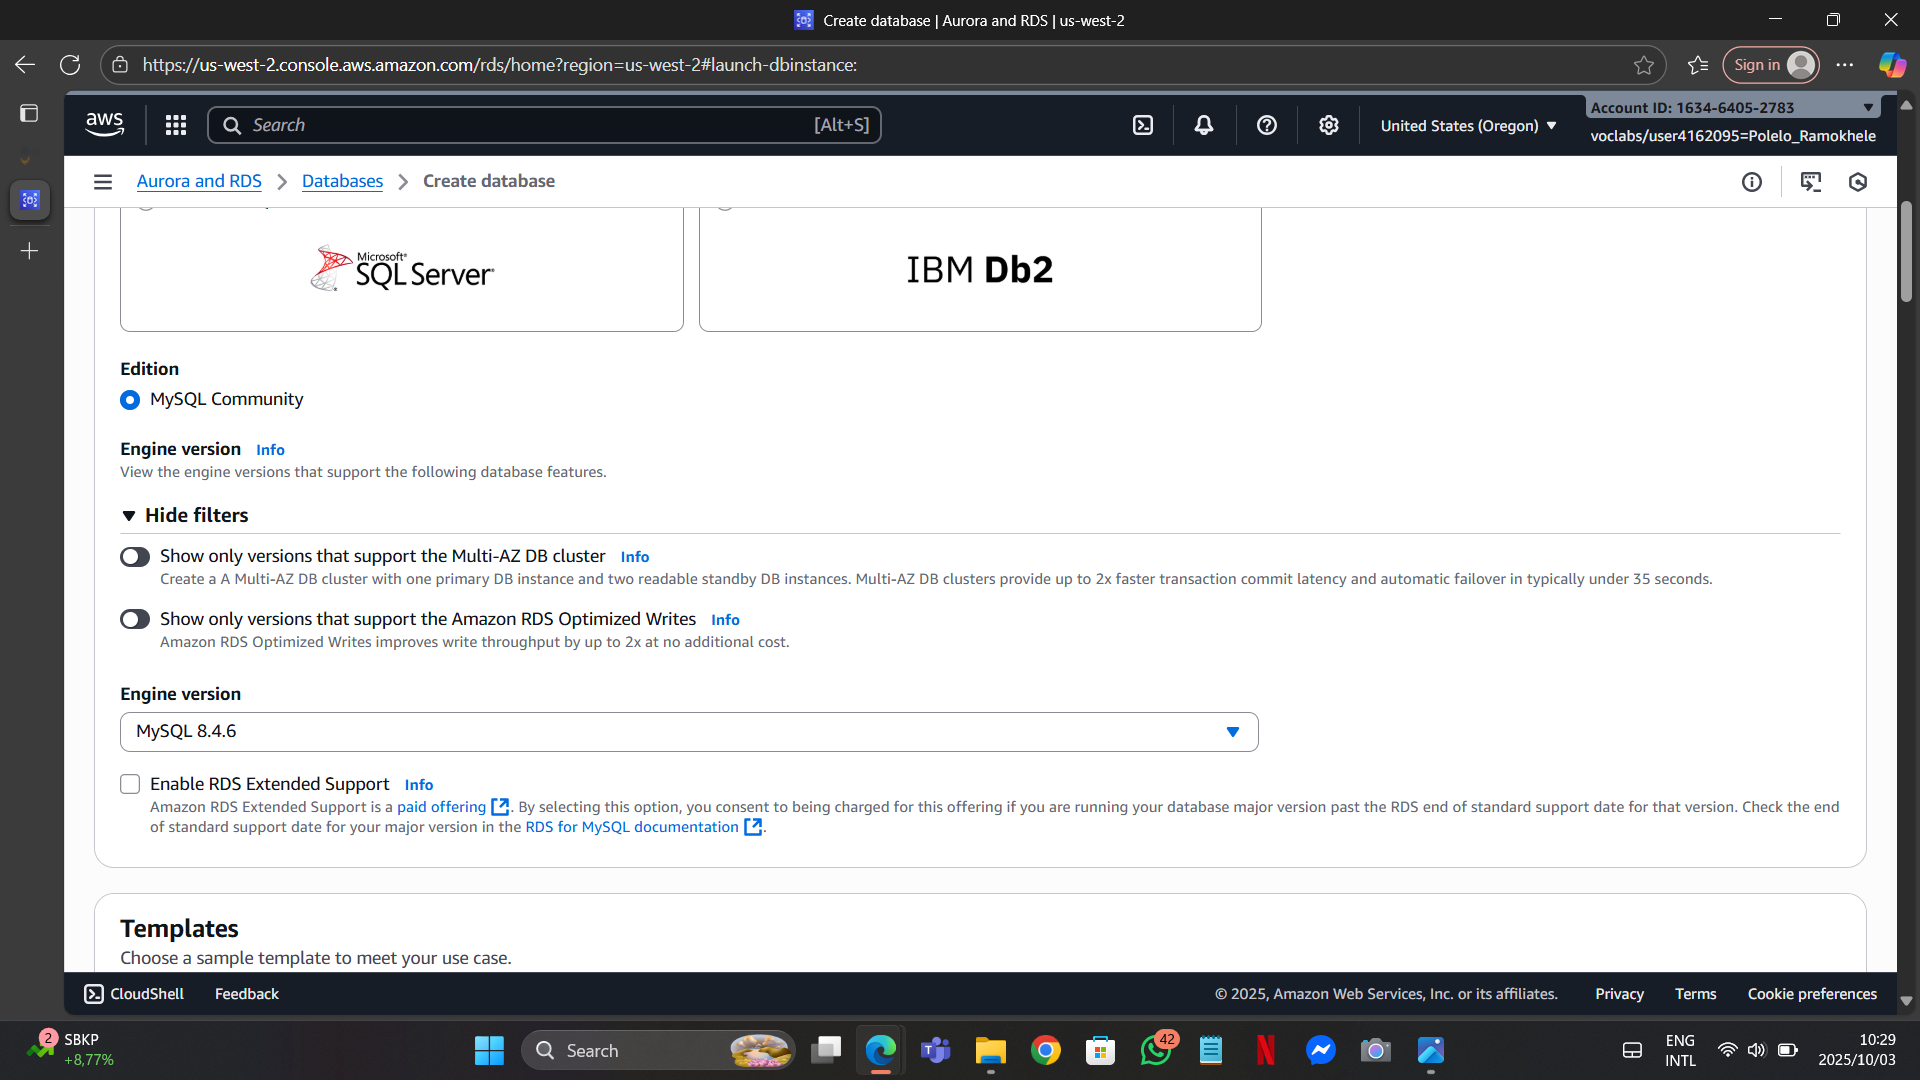 Create database | Aurora and RDS | us-west-2
https://us-west-2.console.aws.amazon.com/rds/home?region=us-west-2#launch-dbinstance:
Sign in
aws
Search
[Alt+S]
United States (Oregon)
Account ID: 1634-6405-2783
voclabs/user4162095=Polelo_Ramokhele
Aurora and RDS
Databases
Create database
Microsoft®
SQL Server®
IBM Db2
Edition
MySQL Community
Engine version Info
View the engine versions that support the following database features.
Hide filters
Show only versions that support the Multi-AZ DB cluster Info
Create a A Multi-AZ DB cluster with one primary DB instance and two readable standby DB instances. Multi-AZ DB clusters provide up to 2x faster transaction commit latency and automatic failover in typically under 35 seconds.
Show only versions that support the Amazon RDS Optimized Writes Info
Amazon RDS Optimized Writes improves write throughput by up to 2x at no additional cost.
Engine version
MySQL 8.4.6
Enable RDS Extended Support Info
Amazon RDS Extended Support is a paid offering. By selecting this option, you consent to being charged for this offering if you are running your database major version past the RDS end of standard support date for that version. Check the end
of standard support date for your major version in the RDS for MySQL documentation.
Templates
Choose a sample template to meet your use case.
CloudShell
Feedback
© 2025, Amazon Web Services, Inc. or its affiliates.
Privacy
Terms
Cookie preferences
2
SBKP
+8,77%
Search
42
ENG
INTL
10:29
2025/10/03